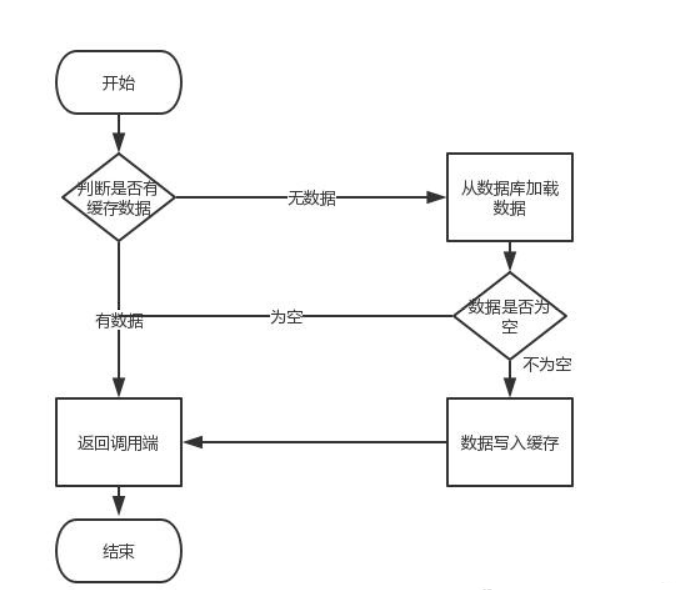 开始
判断是否有
缓存数据
无数据
从数据库加载
数据
有数据
为空
数据是否为
空
不为空
返回调用端
数据写入缓存
结束